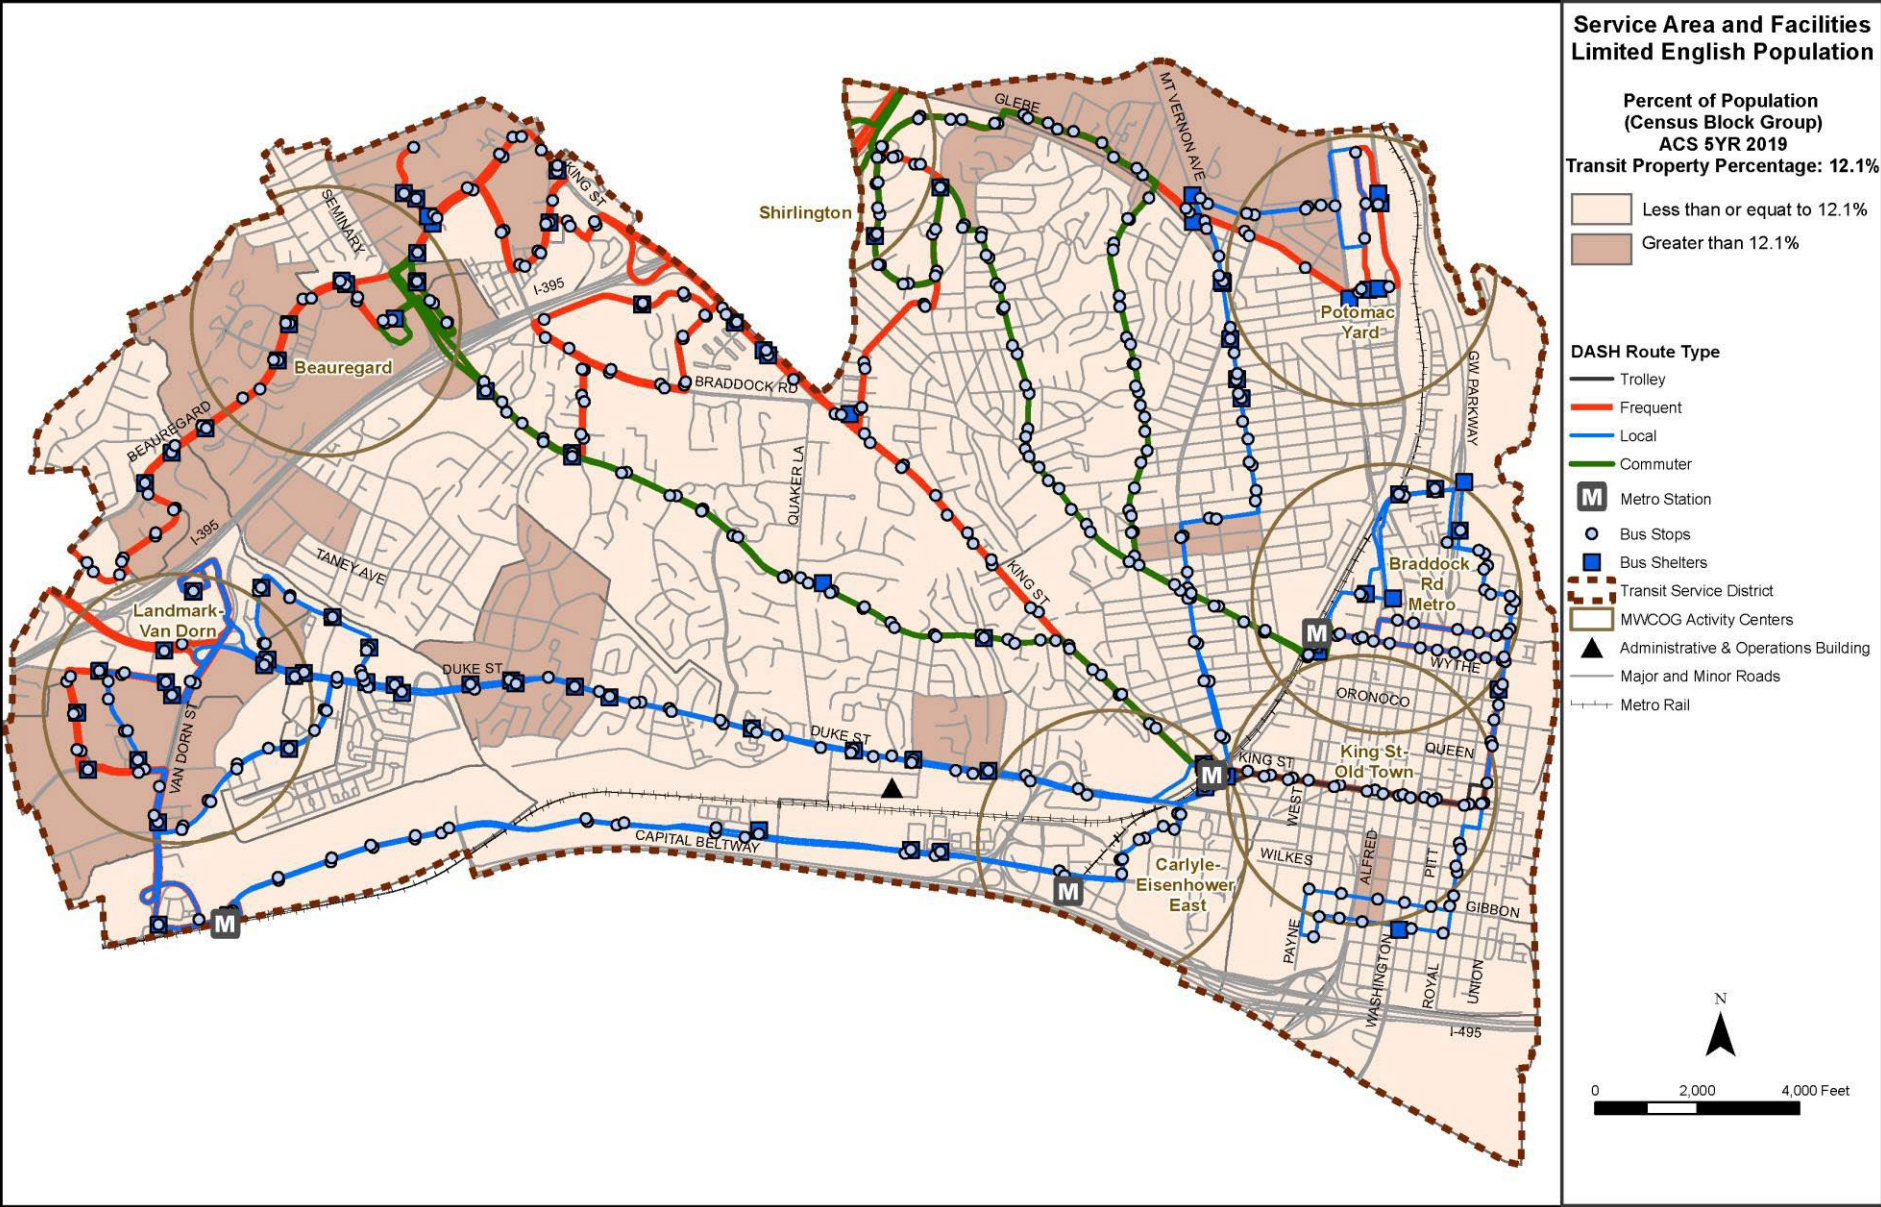 Service Area and Facilities
Limited English Population
Percent of Population
(Census Block Group)
ACS 5YR 2019
Transit Property Percentage: 12.1%
Less than or equal to 12.1%
Greater than 12.1%
DASH Route Type
Trolley
Frequent
Local
Commuter
M Metro Station
Bus Stops
Bus Shelters
Transit Service District
MWCOG Activity Centers
Administrative & Operations Building
Major and Minor Roads
Metro Rail
N
0 2,000 4,000 Feet
GLEBE
MT VERNON AVE
KING ST
SEMINARY
Shirlington
I-395
Potomac
Yard
Beauregard
BRADDOCK RD
GW PARKWAY
BEAUREGARD
QUAKER LA
I-395
TANEY AVE
KING ST
Braddock
Rd
Metro
Landmark-
Van Dorn
M
WYTHE
DUKE ST
ORONOCO
VAN DORN ST
DUKE ST
KING ST
King St-
Old Town
QUEEN
M
WEST
CAPITAL BELTWAY
WILKES
ALFRED
PITT
Carlyle-
Eisenhower
East
M
M
GIBBON
PAYNE
WASHINGTON
ROYAL
UNION
I-495